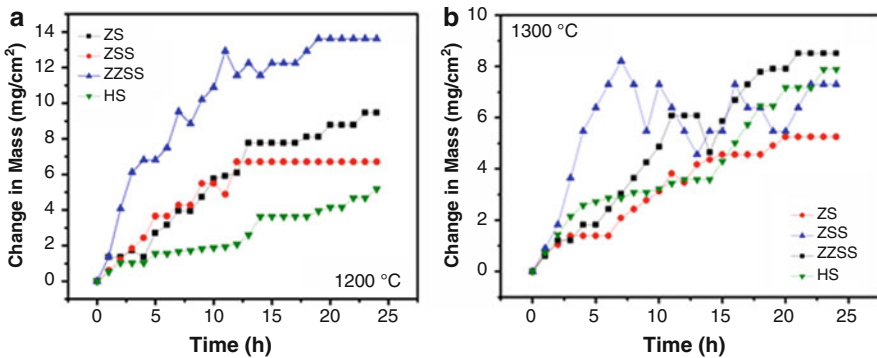 a
ZS
ZSS
ZZSS
HS
1200 °C
Change in Mass (mg/cm²)
14
12
10
8
6
4
2
0
0 5 10 15 20 25
Time (h)
b
1300 °C
ZS
ZSS
ZZSS
HS
Change in Mass (mg/cm²)
10
8
6
4
2
0
0 5 10 15 20 25
Time (h)